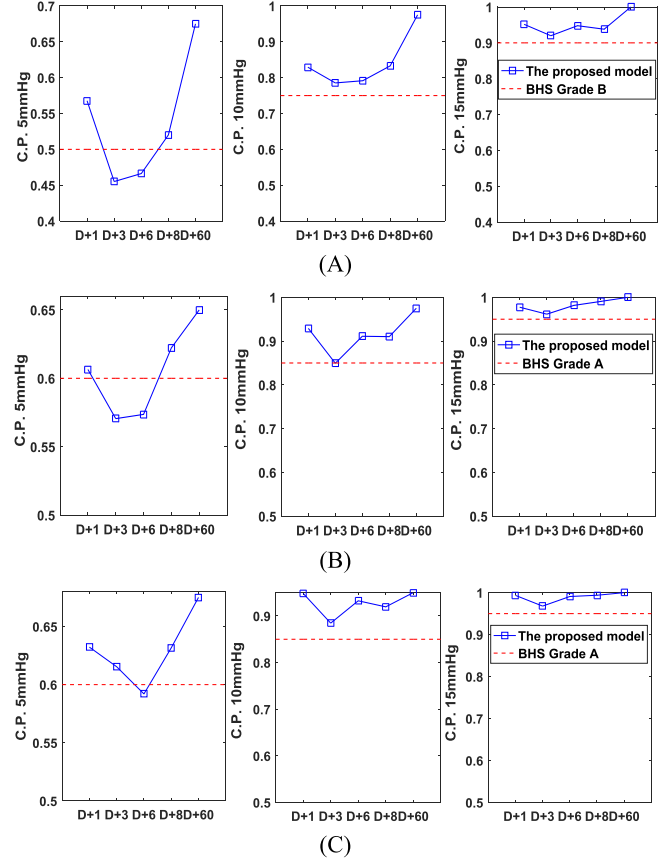 0.7
0.65
0.6
0.55
0.5
0.45
0.4
C.P. 5mmHg
D+1 D+3 D+6 D+8D+60
1
0.9
0.8
0.7
0.6
0.5
0.4
C.P. 10mmHg
D+1 D+3 D+6 D+8D+60
1
0.9
0.8
0.7
0.6
0.5
0.4
C.P. 15mmHg
The proposed model
BHS Grade B
D+1 D+3 D+6 D+8D+60
(A)
0.65
0.6
0.55
0.5
C.P. 5mmHg
D+1 D+3 D+6 D+8D+60
1
0.9
0.8
0.7
0.6
0.5
C.P. 10mmHg
D+1 D+3 D+6 D+8D+60
1
0.9
0.8
0.7
0.6
0.5
C.P. 15mmHg
The proposed model
BHS Grade A
D+1 D+3 D+6 D+8D+60
(B)
0.65
0.6
0.55
0.5
C.P. 5mmHg
D+1 D+3 D+6 D+8D+60
0.9
0.8
0.7
0.6
0.5
C.P. 10mmHg
D+1 D+3 D+6 D+8D+60
1
0.9
0.8
0.7
0.6
0.5
C.P. 15mmHg
The proposed model
BHS Grade A
D+1 D+3 D+6 D+8D+60
(C)